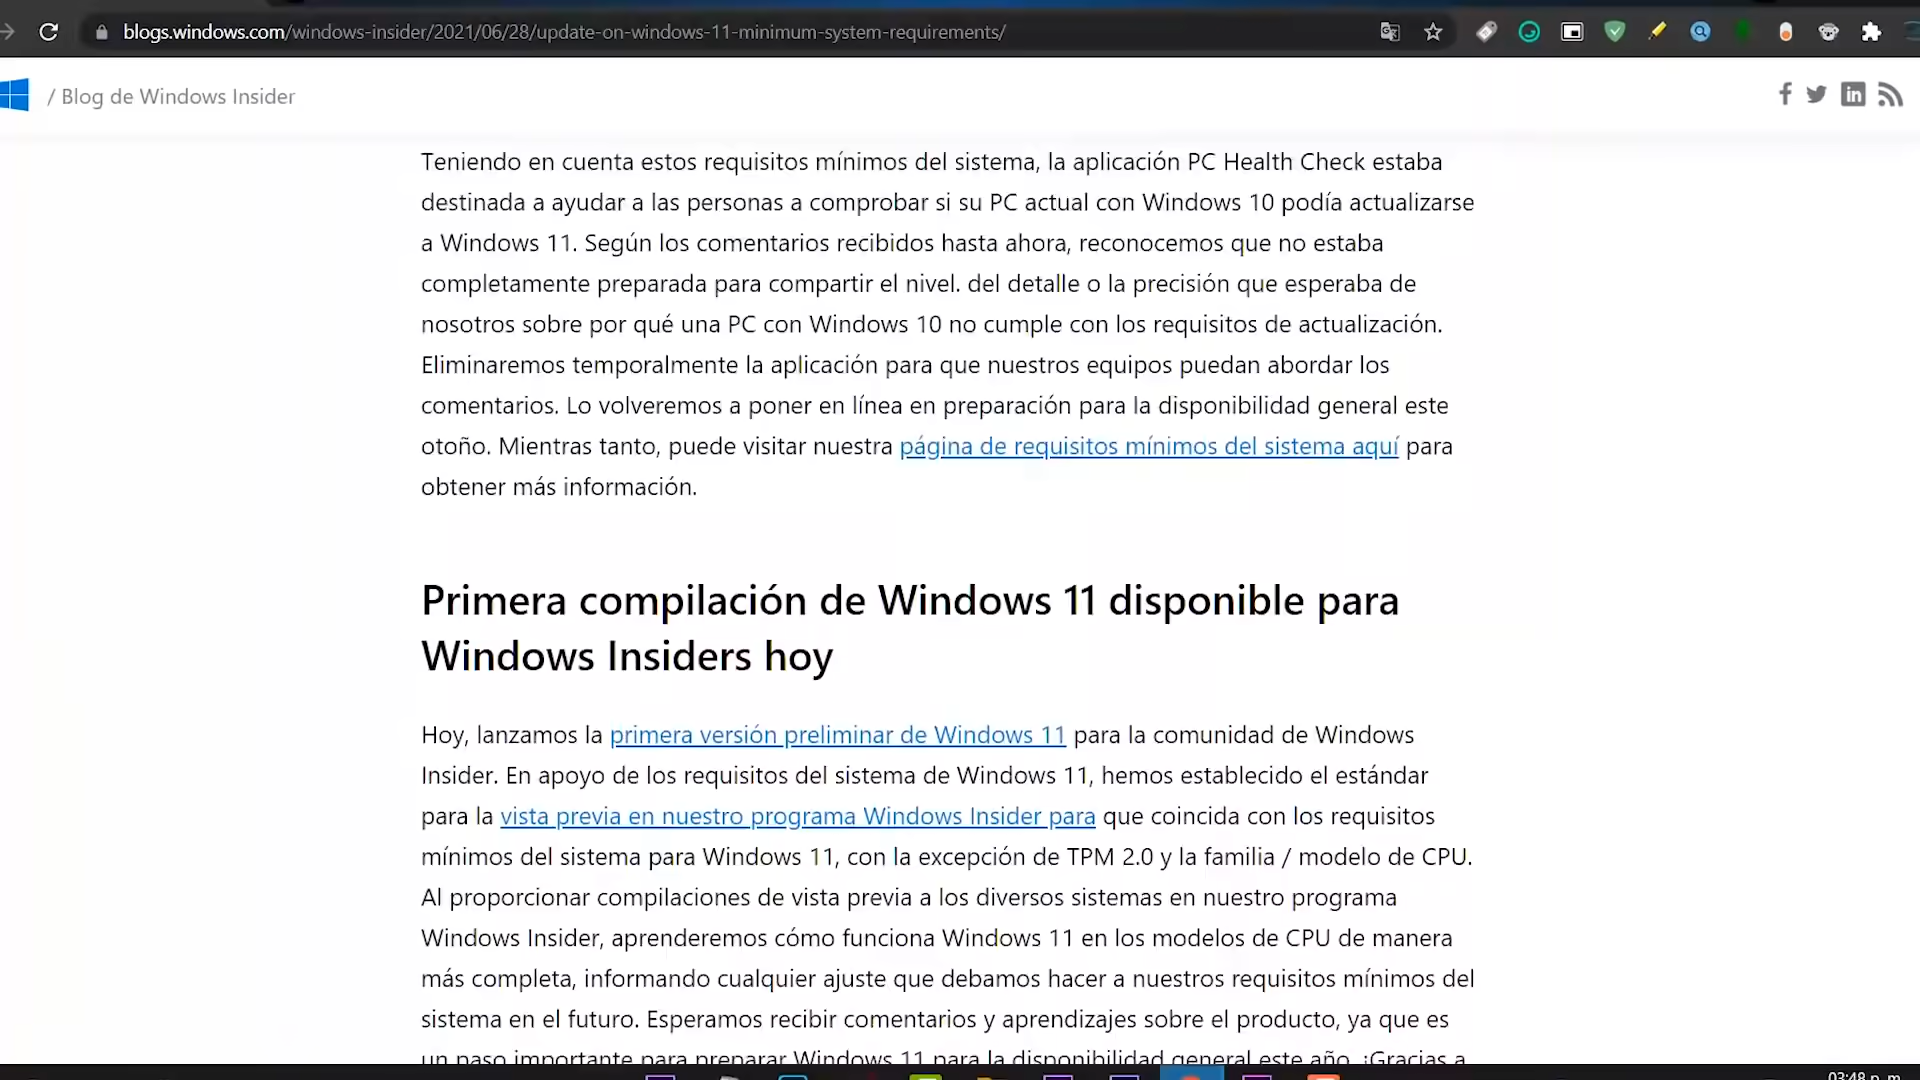 blogs.windows.com/windows-insider/2021/06/28/update-on-windows-11-minimum-system-requirements/
/ Blog de Windows Insider
Teniendo en cuenta estos requisitos mínimos del sistema, la aplicación PC Health Check estaba
destinada a ayudar a las personas a comprobar si su PC actual con Windows 10 podía actualizarse
a Windows 11. Según los comentarios recibidos hasta ahora, reconocemos que no estaba
completamente preparada para compartir el nivel. del detalle o la precisión que esperaba de
nosotros sobre por qué una PC con Windows 10 no cumple con los requisitos de actualización.
Eliminaremos temporalmente la aplicación para que nuestros equipos puedan abordar los
comentarios. Lo volveremos a poner en línea en preparación para la disponibilidad general este
otoño. Mientras tanto, puede visitar nuestra página de requisitos mínimos del sistema aquí para
obtener más información.
Primera compilación de Windows 11 disponible para
Windows Insiders hoy
Hoy, lanzamos la primera versión preliminar de Windows 11 para la comunidad de Windows
Insider. En apoyo de los requisitos del sistema de Windows 11, hemos establecido el estándar
para la vista previa en nuestro programa Windows Insider para que coincida con los requisitos
mínimos del sistema para Windows 11, con la excepción de TPM 2.0 y la familia / modelo de CPU.
Al proporcionar compilaciones de vista previa a los diversos sistemas en nuestro programa
Windows Insider, aprenderemos cómo funciona Windows 11 en los modelos de CPU de manera
más completa, informando cualquier ajuste que debamos hacer a nuestros requisitos mínimos del
sistema en el futuro. Esperamos recibir comentarios y aprendizajes sobre el producto, ya que es
un paso importante para preparar Windows 11 para la disponibilidad general este año. ¡Gracias a
03:48 p. m.